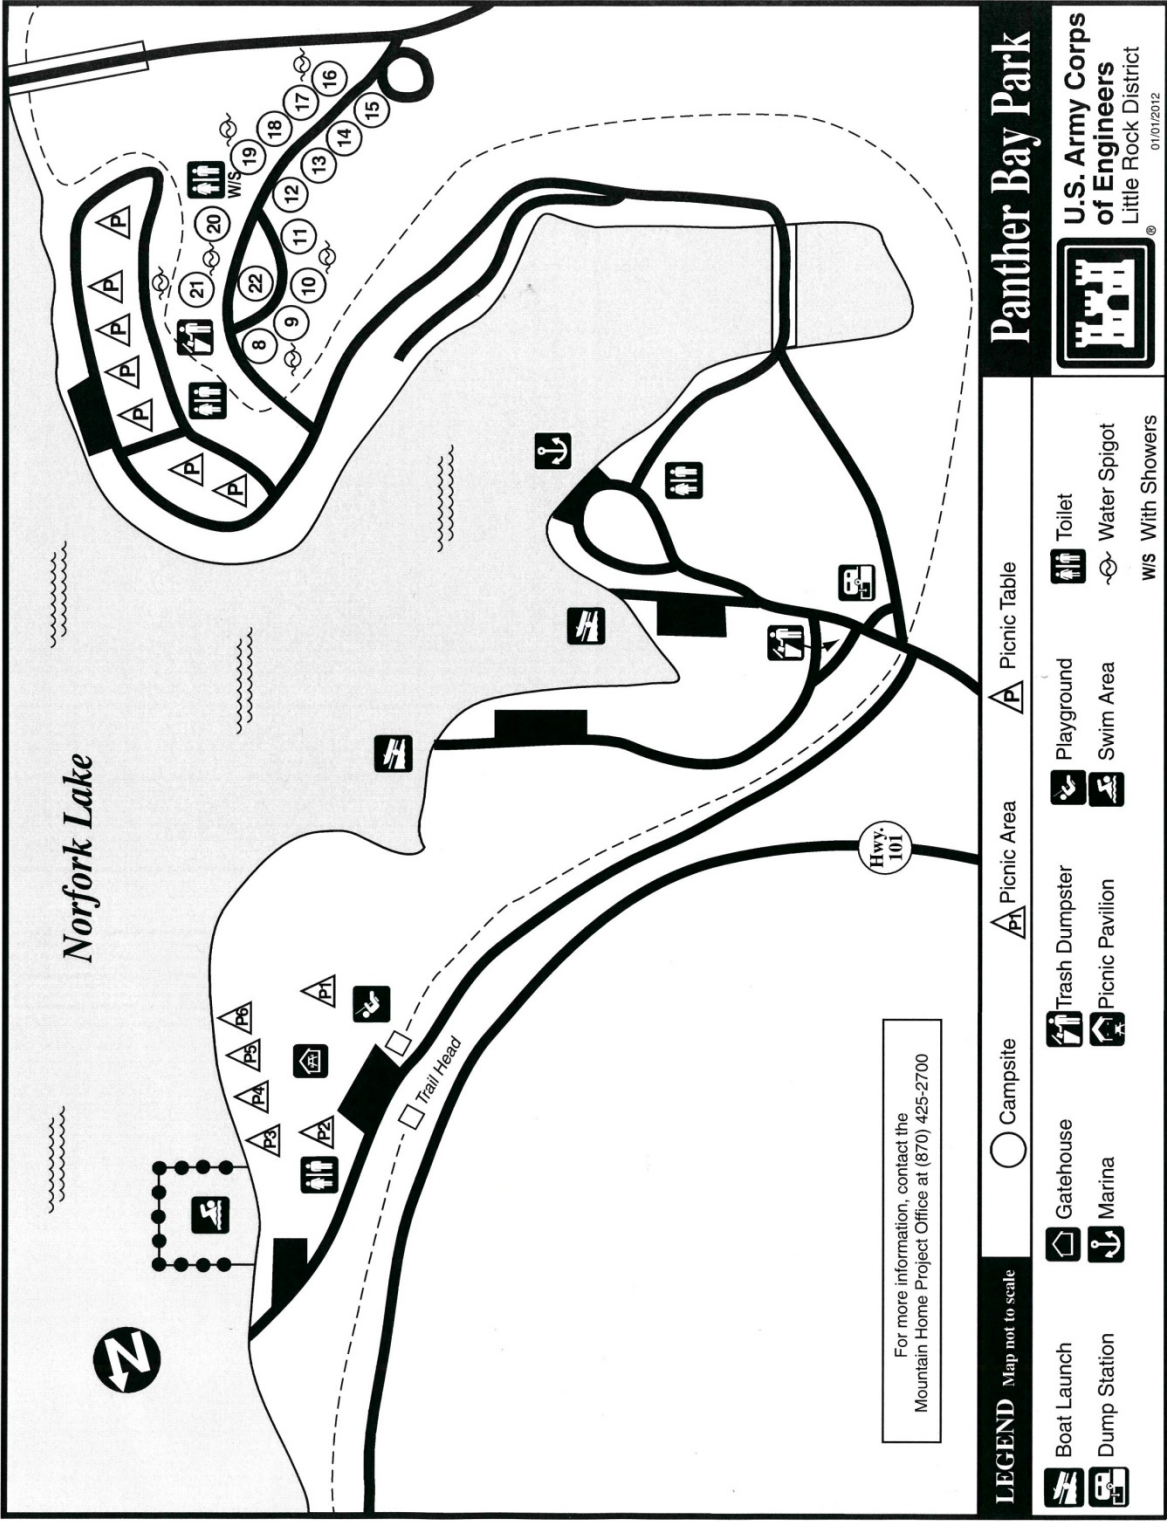 N
Norfork Lake
P3
P4
P5
P6
P2
P1
Trail Head
P
P
P
P
P
P
P
21
20
W/S
19
18
17
16
8
22
9
10
11
12
13
14
15
Hwy.
101
For more information, contact the
Mountain Home Project Office at (870) 425-2700
LEGEND Map not to scale
Campsite
P1 Picnic Area
P Picnic Table
Panther Bay Park
Boat Launch
Gatehouse
Trash Dumpster
Playground
Toilet
Dump Station
Marina
Picnic Pavilion
Swim Area
Water Spigot
W/S With Showers
U.S. Army Corps
of Engineers
Little Rock District
®
01/01/2012